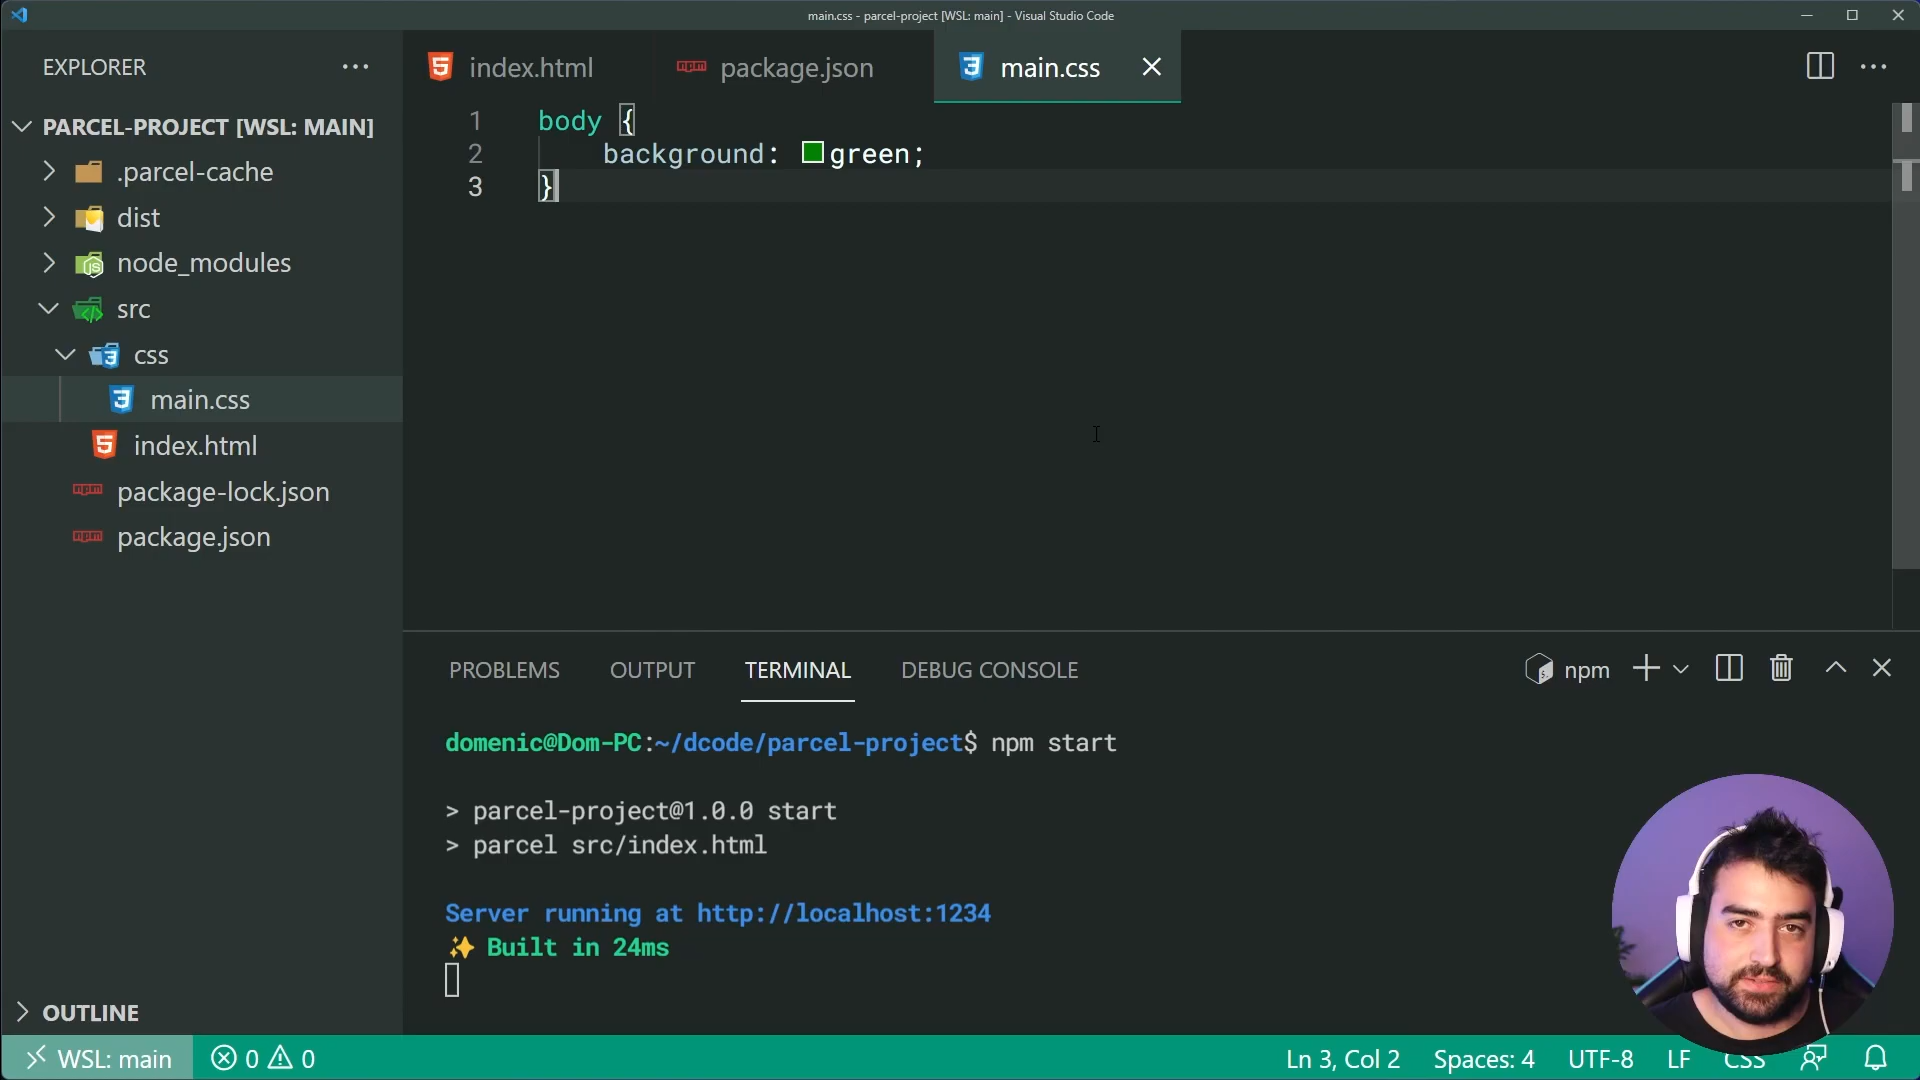 main.css - parcel-project [WSL: main] - Visual Studio Code
EXPLORER
PARCEL-PROJECT [WSL: MAIN]
.parcel-cache
dist
node_modules
src
css
main.css
index.html
package-lock.json
package.json
OUTLINE
index.html
package.json
main.css
1 body {
2 background: green;
3 }
PROBLEMS
OUTPUT
TERMINAL
DEBUG CONSOLE
npm
domenic@Dom-PC:~/dcode/parcel-project$ npm start
> parcel-project@1.0.0 start
> parcel src/index.html
Server running at http://localhost:1234
✨ Built in 24ms
WSL: main
0
0
Ln 3, Col 2
Spaces: 4
UTF-8
LF
CSS